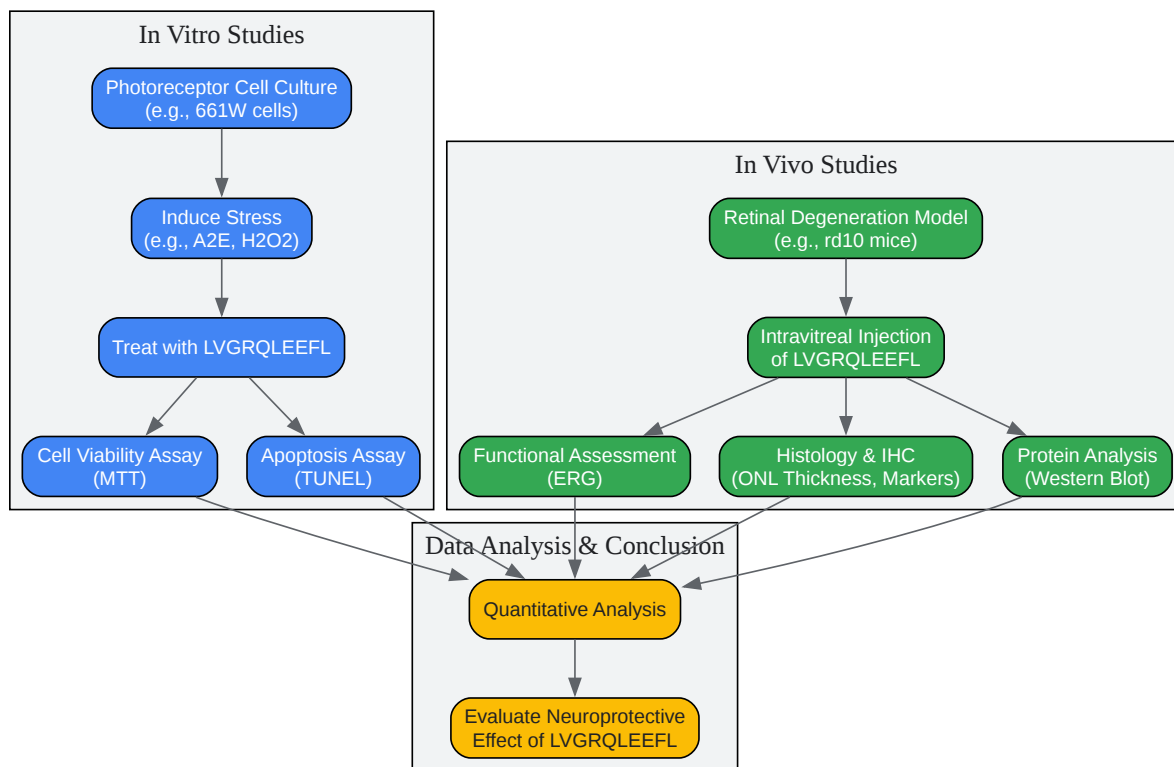 In Vitro Studies
Photoreceptor Cell Culture
(e.g., 661W cells)
Induce Stress
(e.g., A2E, H2O2)
Treat with LVGRQLEEFL
Cell Viability Assay
(MTT)
Apoptosis Assay
(TUNEL)
In Vivo Studies
Retinal Degeneration Model
(e.g., rd10 mice)
Intravitreal Injection
of LVGRQLEEFL
Functional Assessment
(ERG)
Histology & IHC
(ONL Thickness, Markers)
Protein Analysis
(Western Blot)
Data Analysis & Conclusion
Quantitative Analysis
Evaluate Neuroprotective
Effect of LVGRQLEEFL